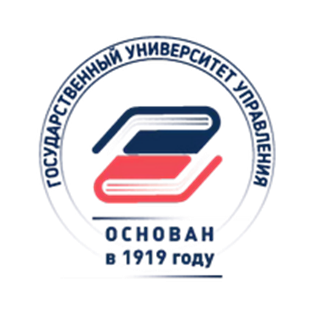 ГОСУДАРСТВЕННЫЙ УНИВЕРСИТЕТ УПРАВЛЕНИЯ
ОСНОВАН
в 1919 году